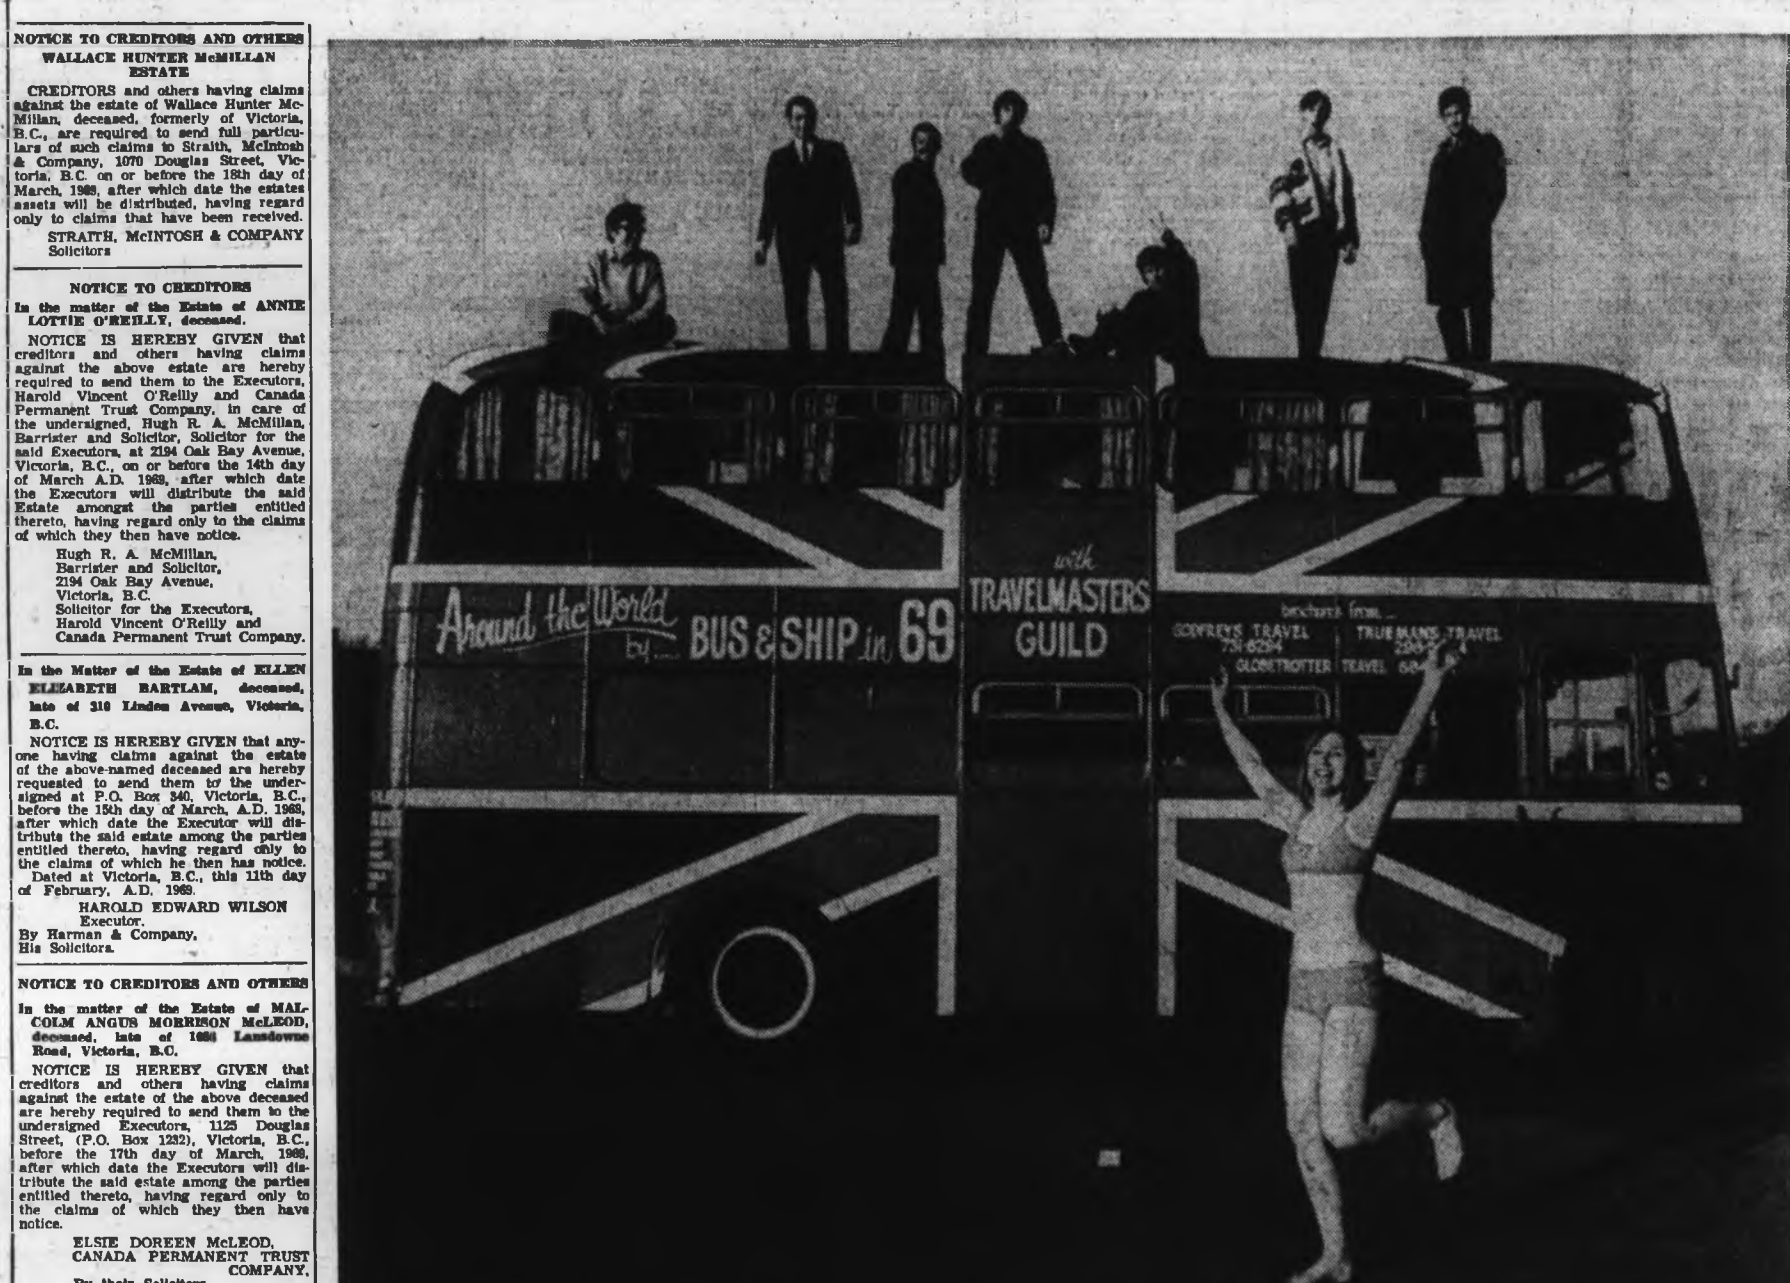 NOTICE TO CREDITORS AND OTHERS
WALLACE HUNTER McMILLAN
ESTATE
CREDITORS and others having claims
against the estate of Wallace Hunter Mc-
Millan, deceased, formerly of Victoria,
B.C., are required to send full particu-
lars of such claims to Straith, McIntosh
& Company, 1070 Douglas Street, Vic-
toria, B.C. on or before the 18th day of
March, 1969, after which date the estates
assets will be distributed, having regard
only to claims that have been received.
STRAITH, McINTOSH & COMPANY
Solicitors
NOTICE TO CREDITORS
In the matter of the Estate of ANNIE
LOTTIE O'REILLY, deceased.
NOTICE IS HEREBY GIVEN that
creditors and others having claims
against the above estate are hereby
required to send them to the Executors,
Harold Vincent O'Reilly and Canada
Permanent Trust Company, in care of
the undersigned, Hugh R. A. McMillan,
Barrister and Solicitor, Solicitor for the
said Executors, at 2194 Oak Bay Avenue,
Victoria, B.C., on or before the 14th day
of March A.D. 1969, after which date
the Executors will distribute the said
Estate amongst the parties entitled
thereto, having regard only to the claims
of which they then have notice.
Hugh R. A. McMillan,
Barrister and Solicitor,
2194 Oak Bay Avenue,
Victoria, B.C.
Solicitor for the Executors,
Harold Vincent O'Reilly and
Canada Permanent Trust Company.
In the Matter of the Estate of ELLEN
ELIZABETH BARTLAM, deceased,
late of 310 Linden Avenue, Victoria,
B.C.
NOTICE IS HEREBY GIVEN that any-
one having claims against the estate
of the above-named deceased are hereby
requested to send them to the under-
signed at P.O. Box 340, Victoria, B.C.,
before the 15th day of March, A.D. 1969,
after which date the Executor will dis-
tribute the said estate among the parties
entitled thereto, having regard only to
the claims of which he then has notice.
Dated at Victoria, B.C., this 11th day
of February, A.D. 1969.
HAROLD EDWARD WILSON
Executor.
By Harman & Company,
His Solicitors.
NOTICE TO CREDITORS AND OTHERS
In the matter of the Estate of MAL-
COLM ANGUS MORRISON McLEOD,
deceased, late of Lansdowne
Road, Victoria, B.C.
NOTICE IS HEREBY GIVEN that
creditors and others having claims
against the estate of the above deceased
are hereby required to send them to the
undersigned Executors, 1125 Douglas
Street, (P.O. Box 1232), Victoria, B.C.,
before the 17th day of March, 1969,
after which date the Executors will dis-
tribute the said estate among the parties
entitled thereto, having regard only to
the claims of which they then have
notice.
ELSIE DOREEN McLEOD,
CANADA PERMANENT TRUST
COMPANY,
By their Solicitors
Around the World
by.... BUS & SHIP in 69
with
TRAVELMASTERS
GUILD
brochures from...
GODFREYS TRAVEL
731-6294
TRUEMANS TRAVEL
GLOBETROTTER TRAVEL